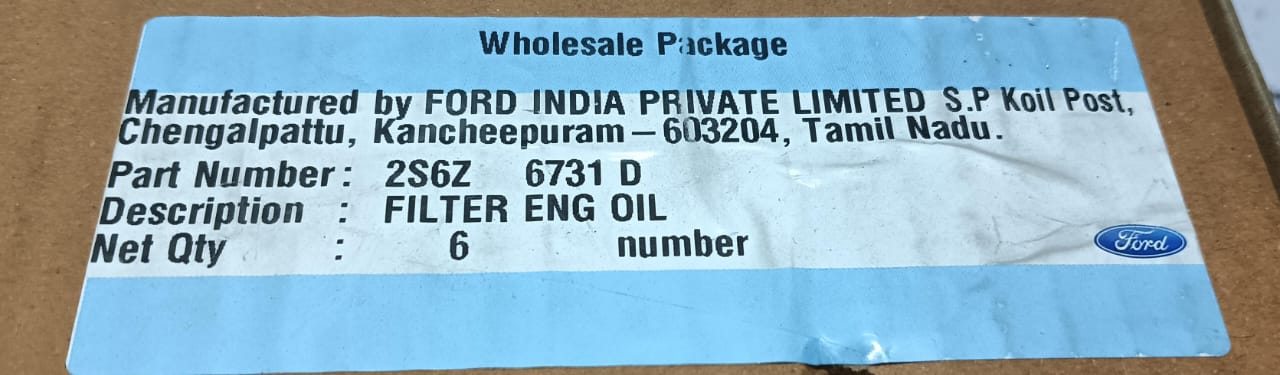 Wholesale Package
Manufactured by FORD INDIA PRIVATE LIMITED S.P Koil Post,
Chengalpattu, Kancheepuram – 603204, Tamil Nadu.
Part Number : 2S6Z 6731 D
Description : FILTER ENG OIL
Net Qty : 6 number
Ford